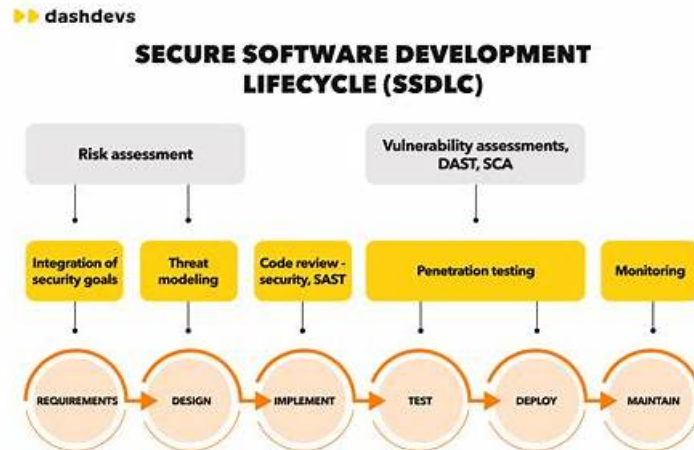 dashdevs
SECURE SOFTWARE DEVELOPMENT
LIFECYCLE (SSDLC)
Risk assessment
Vulnerability assessments,
DAST, SCA
Integration of
security goals
Threat
modeling
Code review -
security, SAST
Penetration testing
Monitoring
REQUIREMENTS
DESIGN
IMPLEMENT
TEST
DEPLOY
MAINTAIN